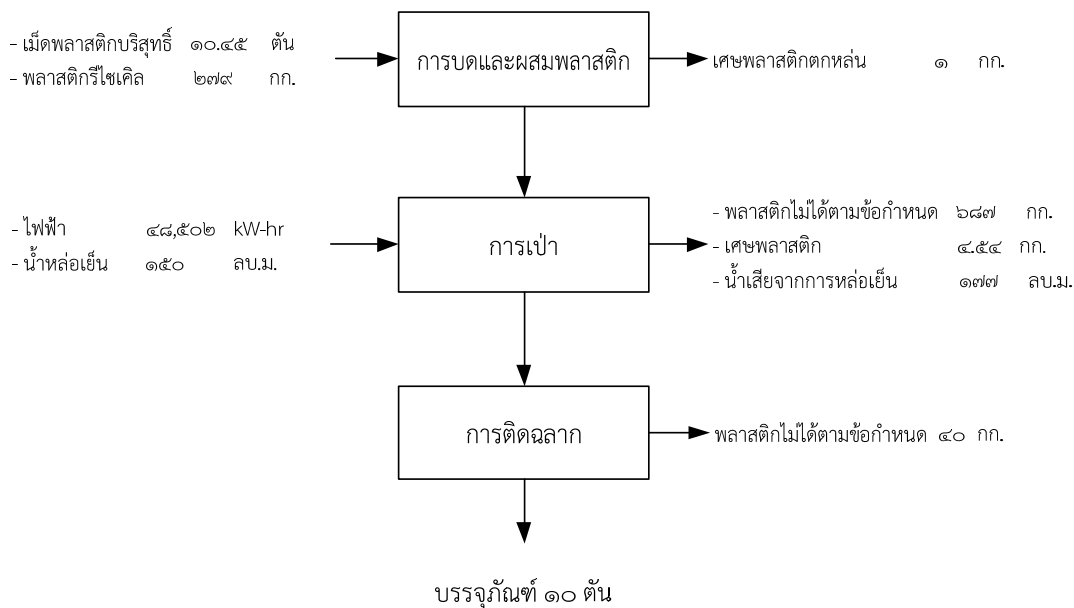 - เม็ดพลาสติกบริสุทธิ์ ๑๐.๔๕ ตัน
- พลาสติกรีไซเคิล ๒๗๙ กก.
การบดและผสมพลาสติก
เศษพลาสติกตกหล่น ๑ กก.
- ไฟฟ้า ๔๘,๕๐๒ kW-hr
- น้ำหล่อเย็น ๑๕๐ ลบ.ม.
การเป่า
- พลาสติกไม่ได้ตามข้อกำหนด ๖๘๗ กก.
- เศษพลาสติก ๔.๕๔ กก.
- น้ำเสียจากการหล่อเย็น ๑๗๗ ลบ.ม.
การติดฉลาก
พลาสติกไม่ได้ตามข้อกำหนด ๔๐ กก.
บรรจุภัณฑ์ ๑๐ ตัน